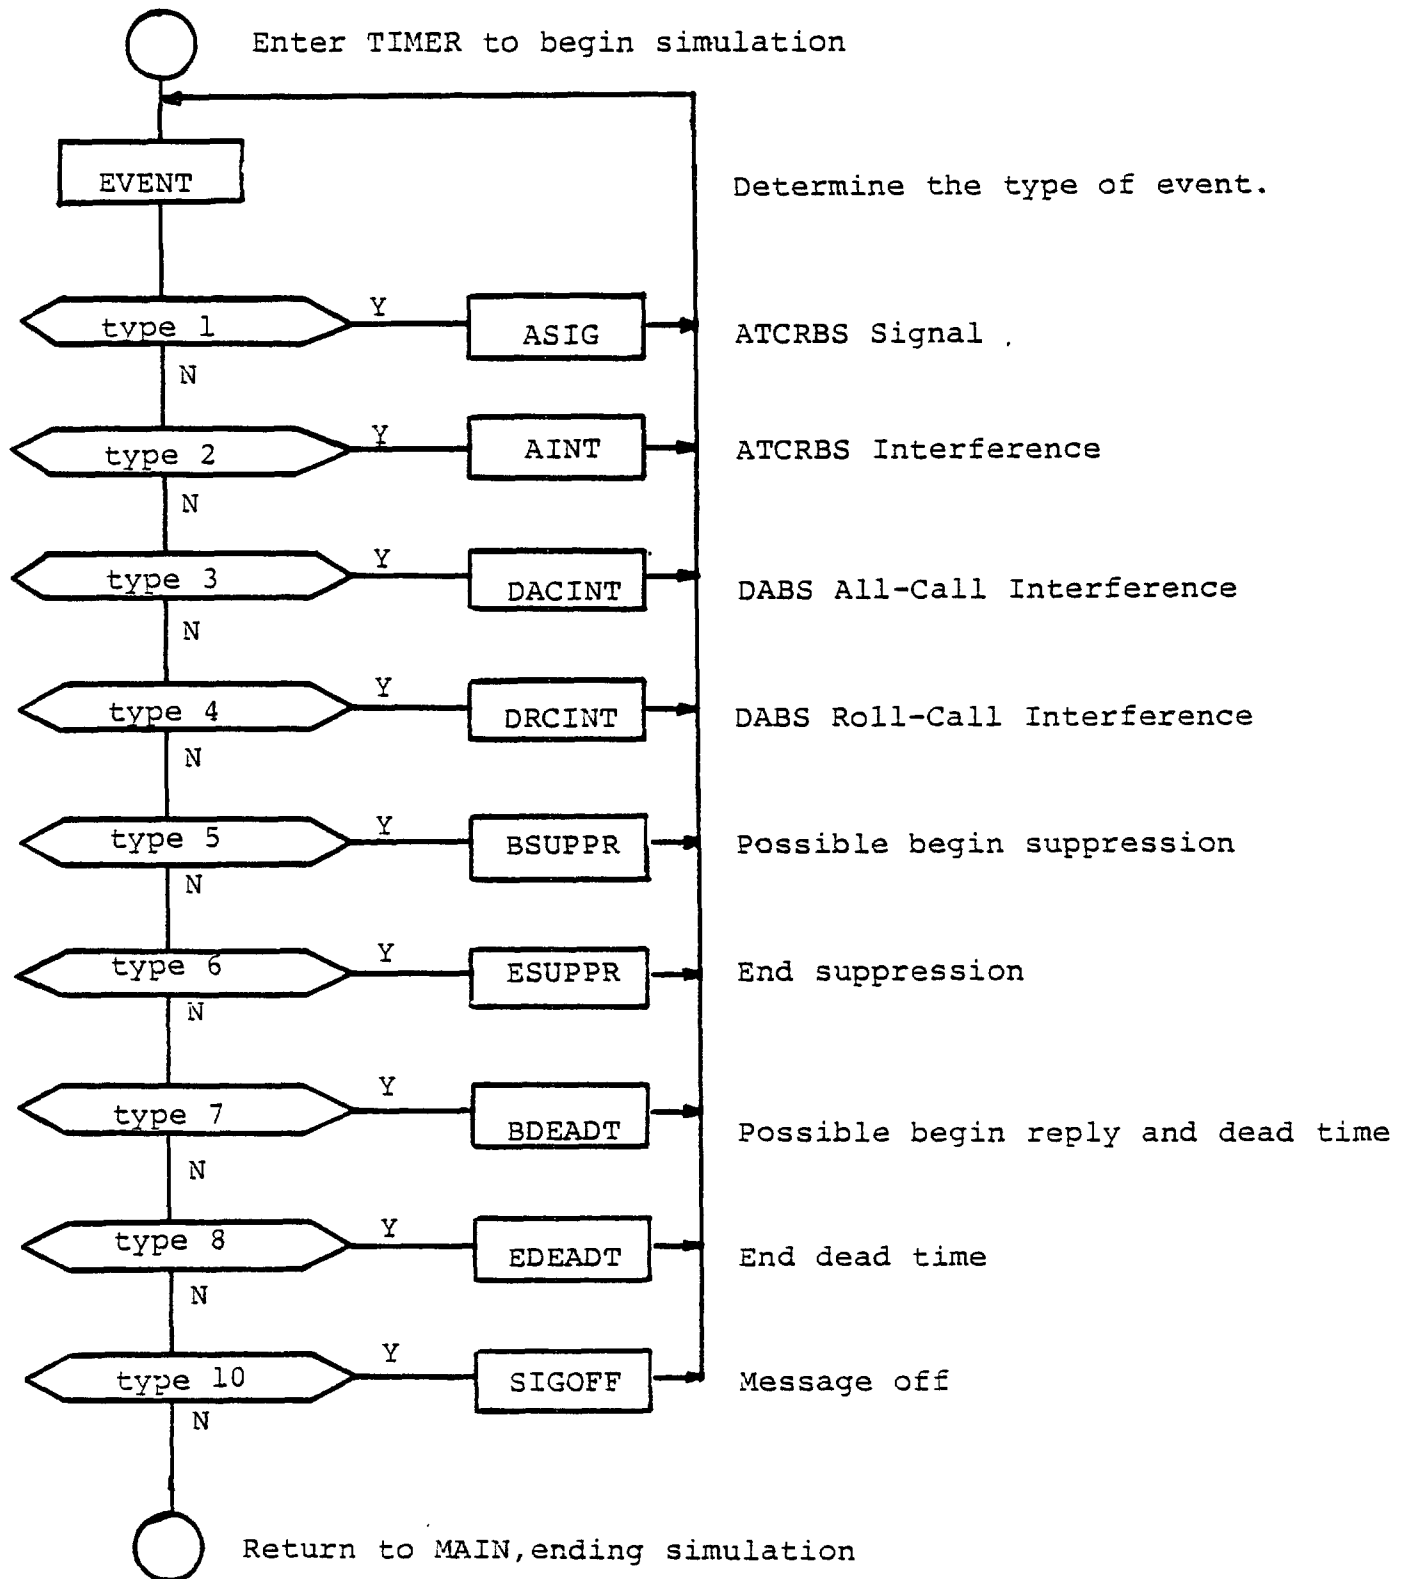 Enter TIMER to begin simulation
EVENT
Determine the type of event.
type 1
Y
ASIG
ATCRBS Signal
N
type 2
Y
AINT
ATCRBS Interference
N
type 3
Y
DACINT
DABS All-Call Interference
N
type 4
Y
DRCINT
DABS Roll-Call Interference
N
type 5
Y
BSUPPR
Possible begin suppression
N
type 6
Y
ESUPPR
End suppression
N
type 7
Y
BDEADT
Possible begin reply and dead time
N
type 8
Y
EDEADT
End dead time
N
type 10
Y
SIGOFF
Message off
N
Return to MAIN,ending simulation